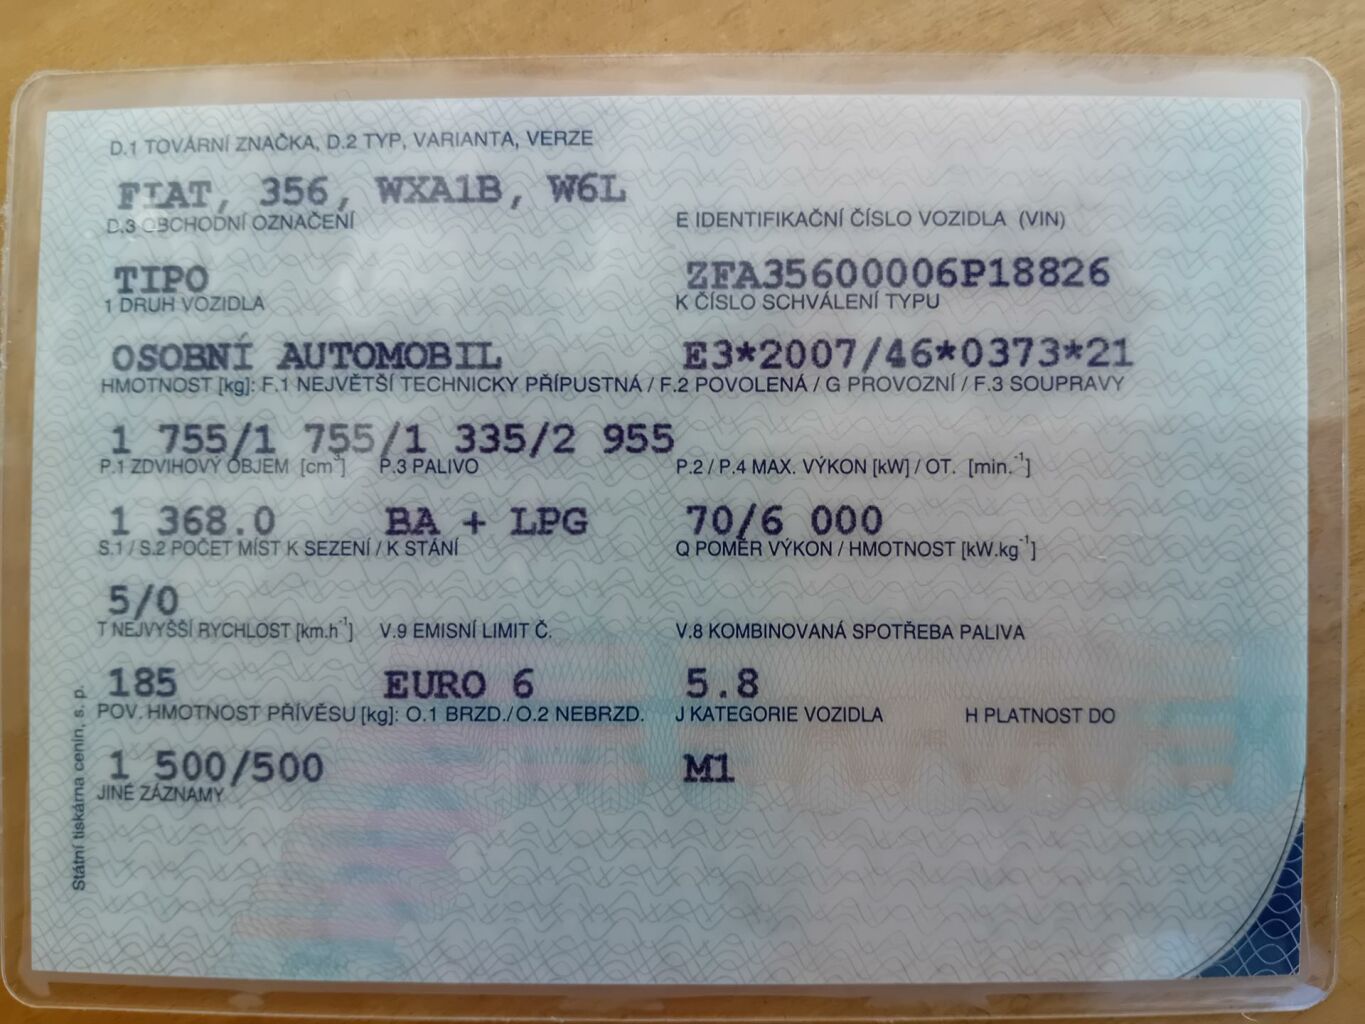 D.1 TOVÁRNÍ ZNAČKA, D.2 TYP, VARIANTA, VERZE
FIAT, 356, WXA1B, W6L
D.3 OBCHODNÍ OZNAČENÍ E IDENTIFIKAČNÍ ČÍSLO VOZIDLA (VIN)
TIPO ZFA35600006P18826
1 DRUH VOZIDLA K ČÍSLO SCHVÁLENÍ TYPU
OSOBNÍ AUTOMOBIL E3*2007/46*0373*21
HMOTNOST [kg]: F.1 NEJVĚTŠÍ TECHNICKY PŘÍPUSTNÁ / F.2 POVOLENÁ / G PROVOZNÍ / F.3 SOUPRAVY
1 755/1 755/1 335/2 955
P.1 ZDVIHOVÝ OBJEM [cm³] P.3 PALIVO P.2 / P.4 MAX. VÝKON [kW] / OT. [min.⁻¹]
1 368.0 BA + LPG 70/6 000
S.1 / S.2 POČET MÍST K SEZENÍ / K STÁNÍ Q POMĚR VÝKON / HMOTNOST [kW.kg⁻¹]
5/0
T NEJVYŠŠÍ RYCHLOST [km.h⁻¹] V.9 EMISNÍ LIMIT Č. V.8 KOMBINOVANÁ SPOTŘEBA PALIVA
185 EURO 6 5.8
POV. HMOTNOST PŘÍVĚSU [kg]: O.1 BRZD./O.2 NEBRZD. J KATEGORIE VOZIDLA H PLATNOST DO
1 500/500 M1
JINÉ ZÁZNAMY
Státní tiskárna cenin, s. p.